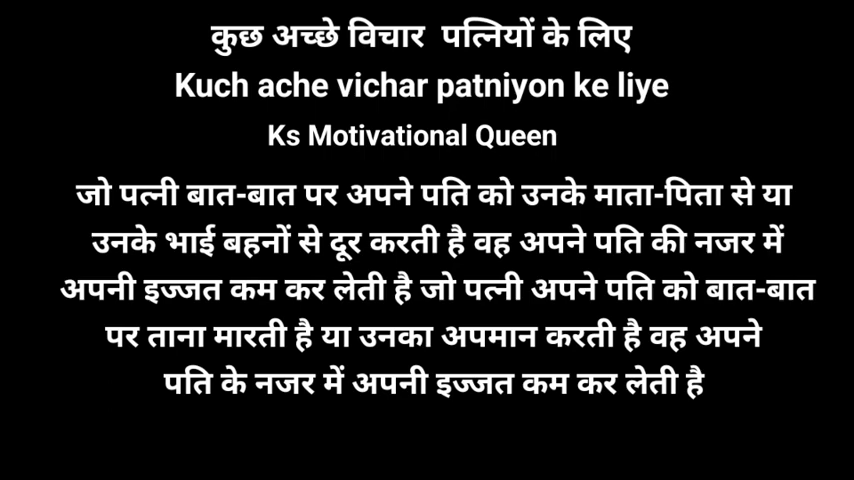 कुछ अच्छे विचार पत्नियों के लिए
Kuch ache vichar patniyon ke liye
Ks Motivational Queen
जो पत्नी बात-बात पर अपने पति को उनके माता-पिता से या
उनके भाई बहनों से दूर करती है वह अपने पति की नजर में
अपनी इज्जत कम कर लेती है जो पत्नी अपने पति को बात-बात
पर ताना मारती है या उनका अपमान करती है वह अपने
पति के नजर में अपनी इज्जत कम कर लेती है